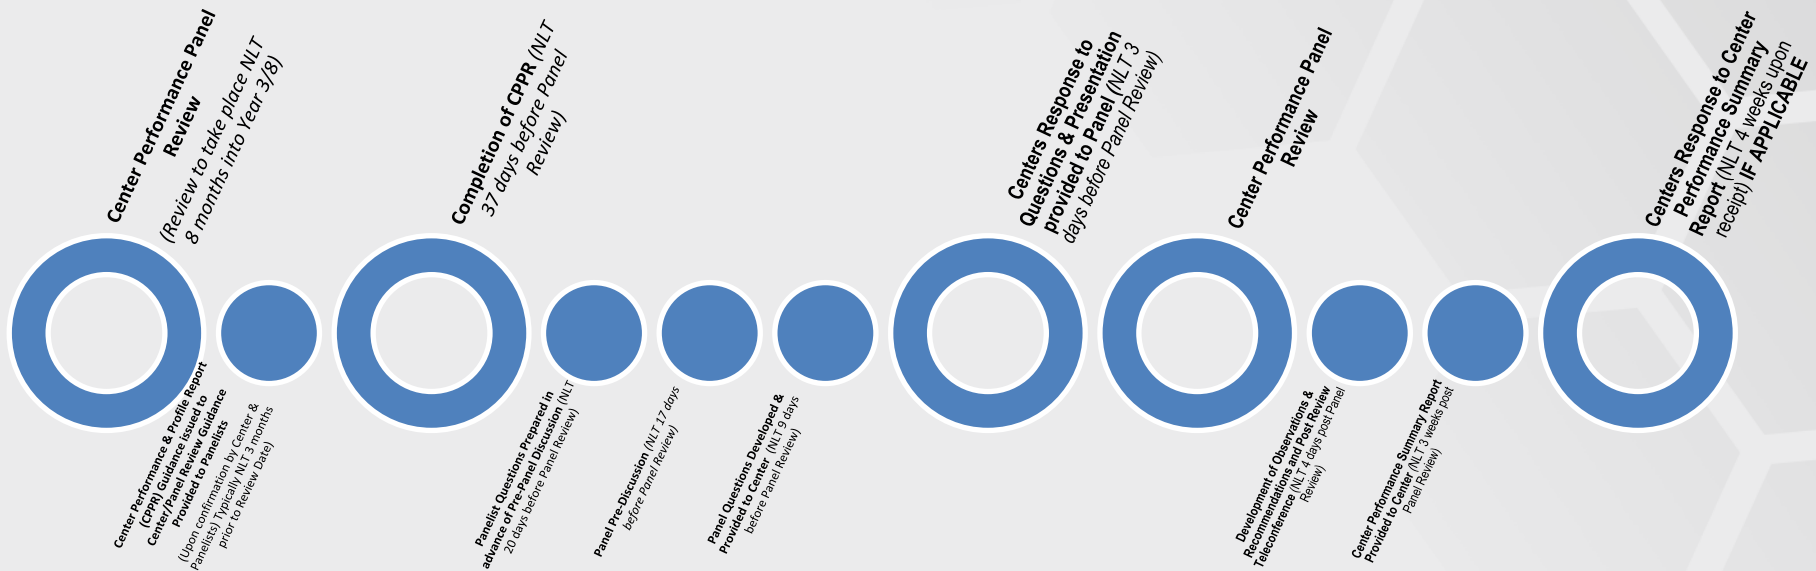 Center Performance Panel
Review
(Review to take place NLT
8 months into Year 3/8)
Center Performance & Profile Report
(CPPR) Guidance issued to
Center/Panel Review Guidance
Provided to Panelists
(Upon confirmation by Center &
Panelists) Typically NLT 3 months
prior to Review Date)
Completion of CPPR (NLT
37 days before Panel
Review)
Panelist Questions Prepared in
advance of Pre-Panel Discussion (NLT
20 days before Panel Review)
Panel Pre-Discussion (NLT 17 days
before Panel Review)
Panel Questions Developed &
Provided to Center (NLT 9 days
before Panel Review)
Centers Response to
Questions & Presentation
provided to Panel (NLT 3
days before Panel Review)
Center Performance Panel
Review
Development of Observations &
Recommendations and Post Review
Teleconference (NLT 4 days post Panel
Review)
Center Performance Summary Report
Provided to Center (NLT 3 weeks post
Panel Review)
Centers Response to Center
Performance Summary
Report (NLT 4 weeks upon
receipt) IF APPLICABLE